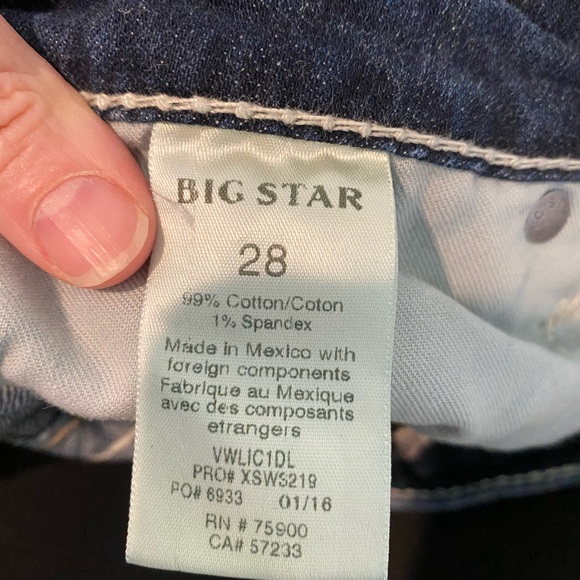 BIG STAR
28
99% Cotton/Coton
1% Spandex
Made in Mexico with
foreign components
Fabrique au Mexique
avec des composants
etrangers
VWLIC1DL
PRO# XSW3219
PO# 6933 01/16
RN # 75900
CA# 57233